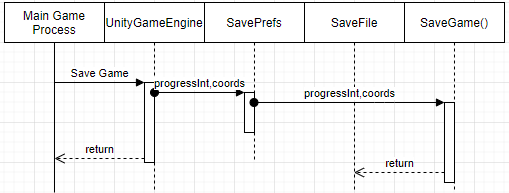 Main Game
Process
UnityGameEngine
SavePrefs
SaveFile
SaveGame()
Save Game
progressInt,coords
progressInt,coords
return
return